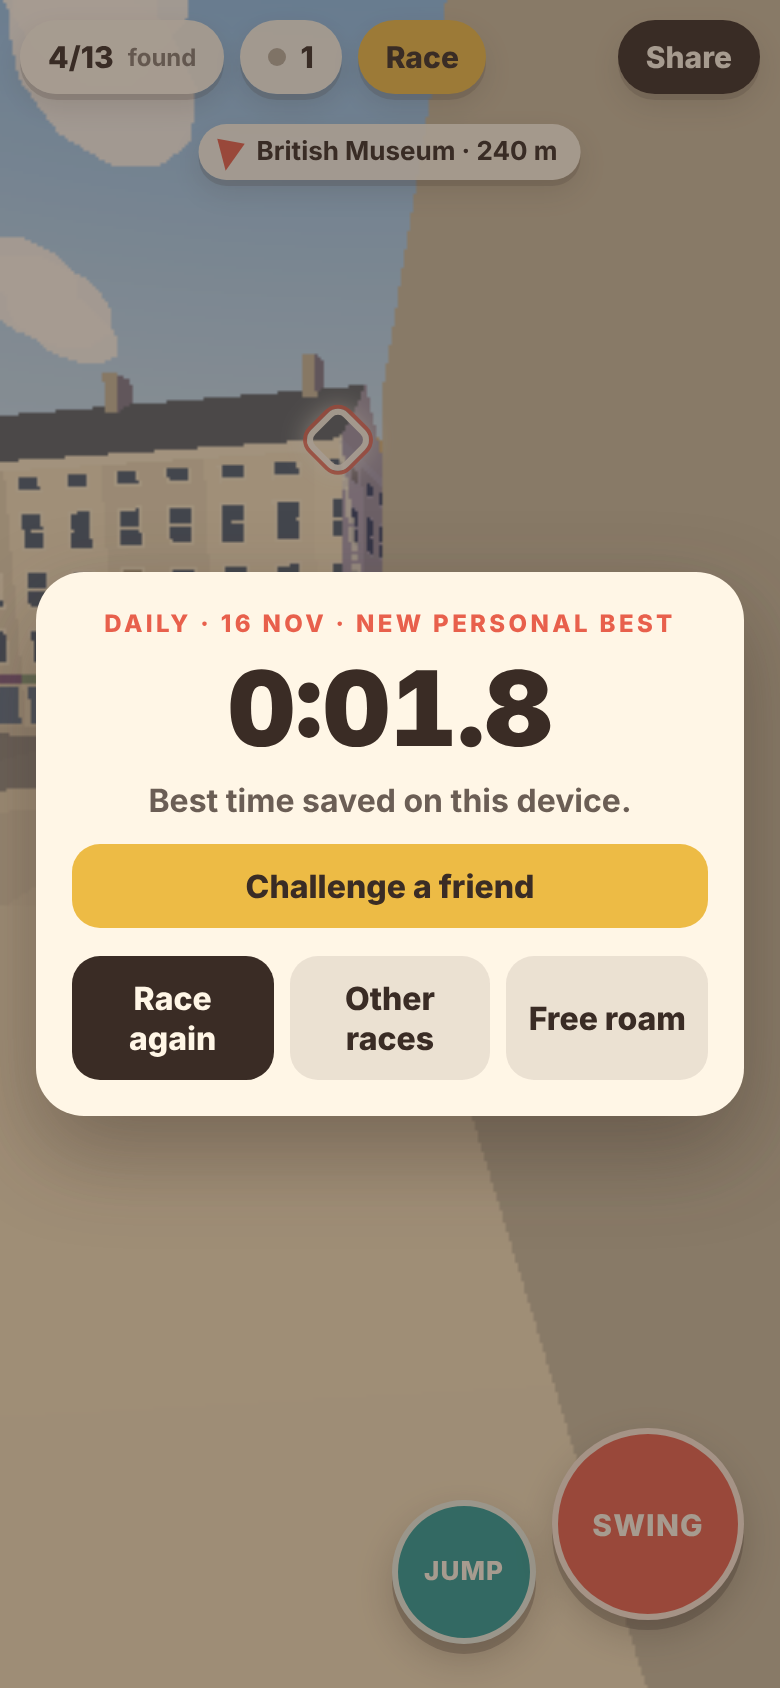 4/13 found
1
Race
Share
British Museum · 240 m
DAILY · 16 NOV · NEW PERSONAL BEST
0:01.8
Best time saved on this device.
Challenge a friend
Race
again
Other
races
Free roam
SWING
JUMP